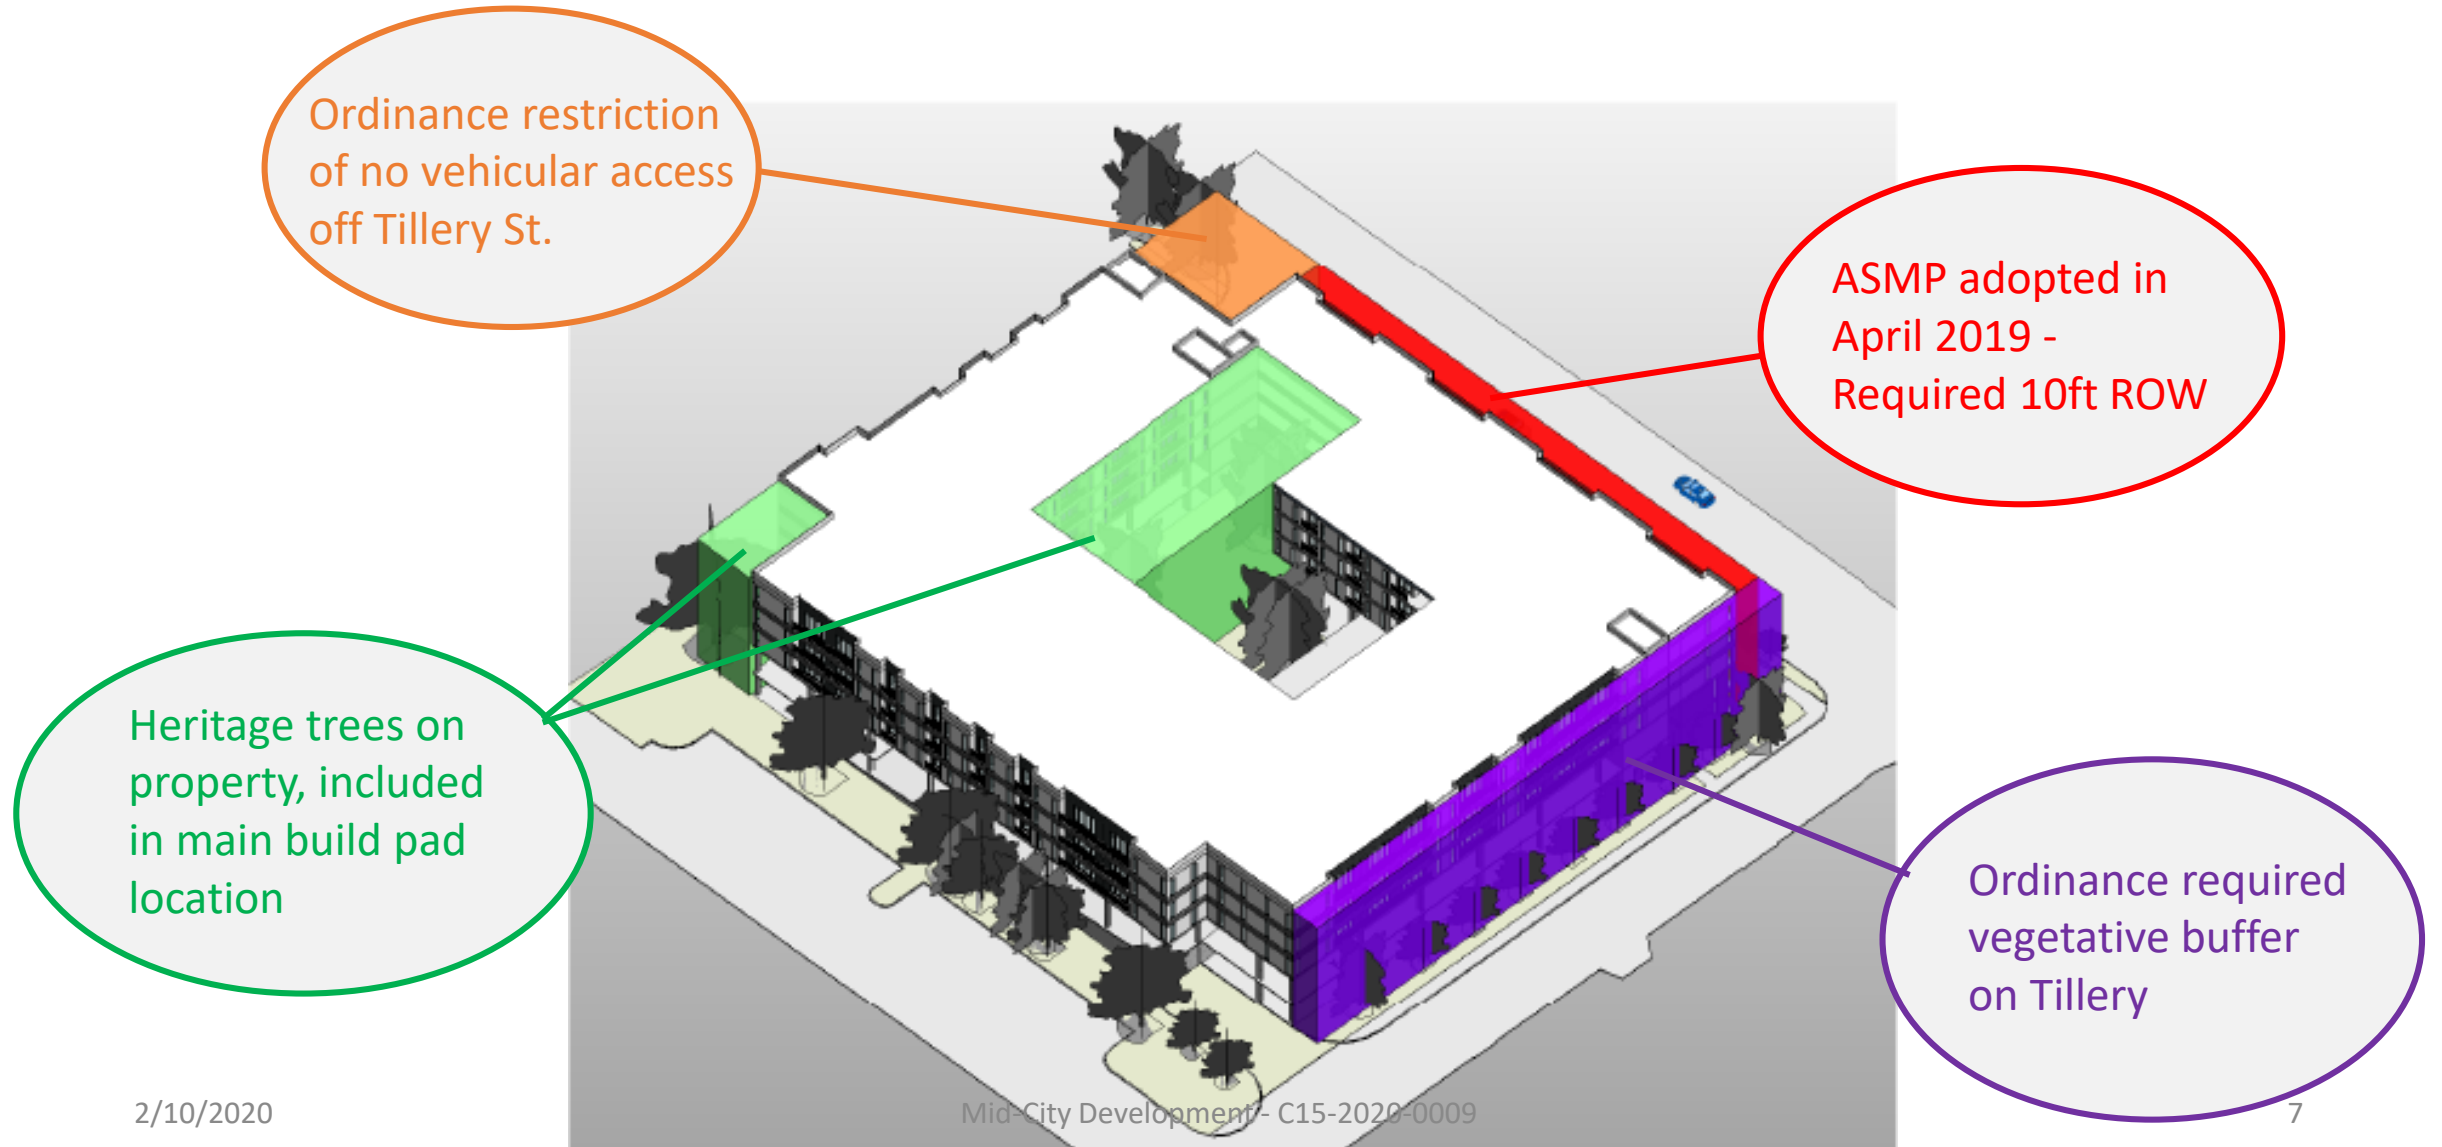 Ordinance restriction
of no vehicular access
off Tillery St.
ASMP adopted in
April 2019 -
Required 10ft ROW
Heritage trees on
property, included
in main build pad
location
Ordinance required
vegetative buffer
on Tillery
2/10/2020
Mid-City Development - C15-2020-0009
7